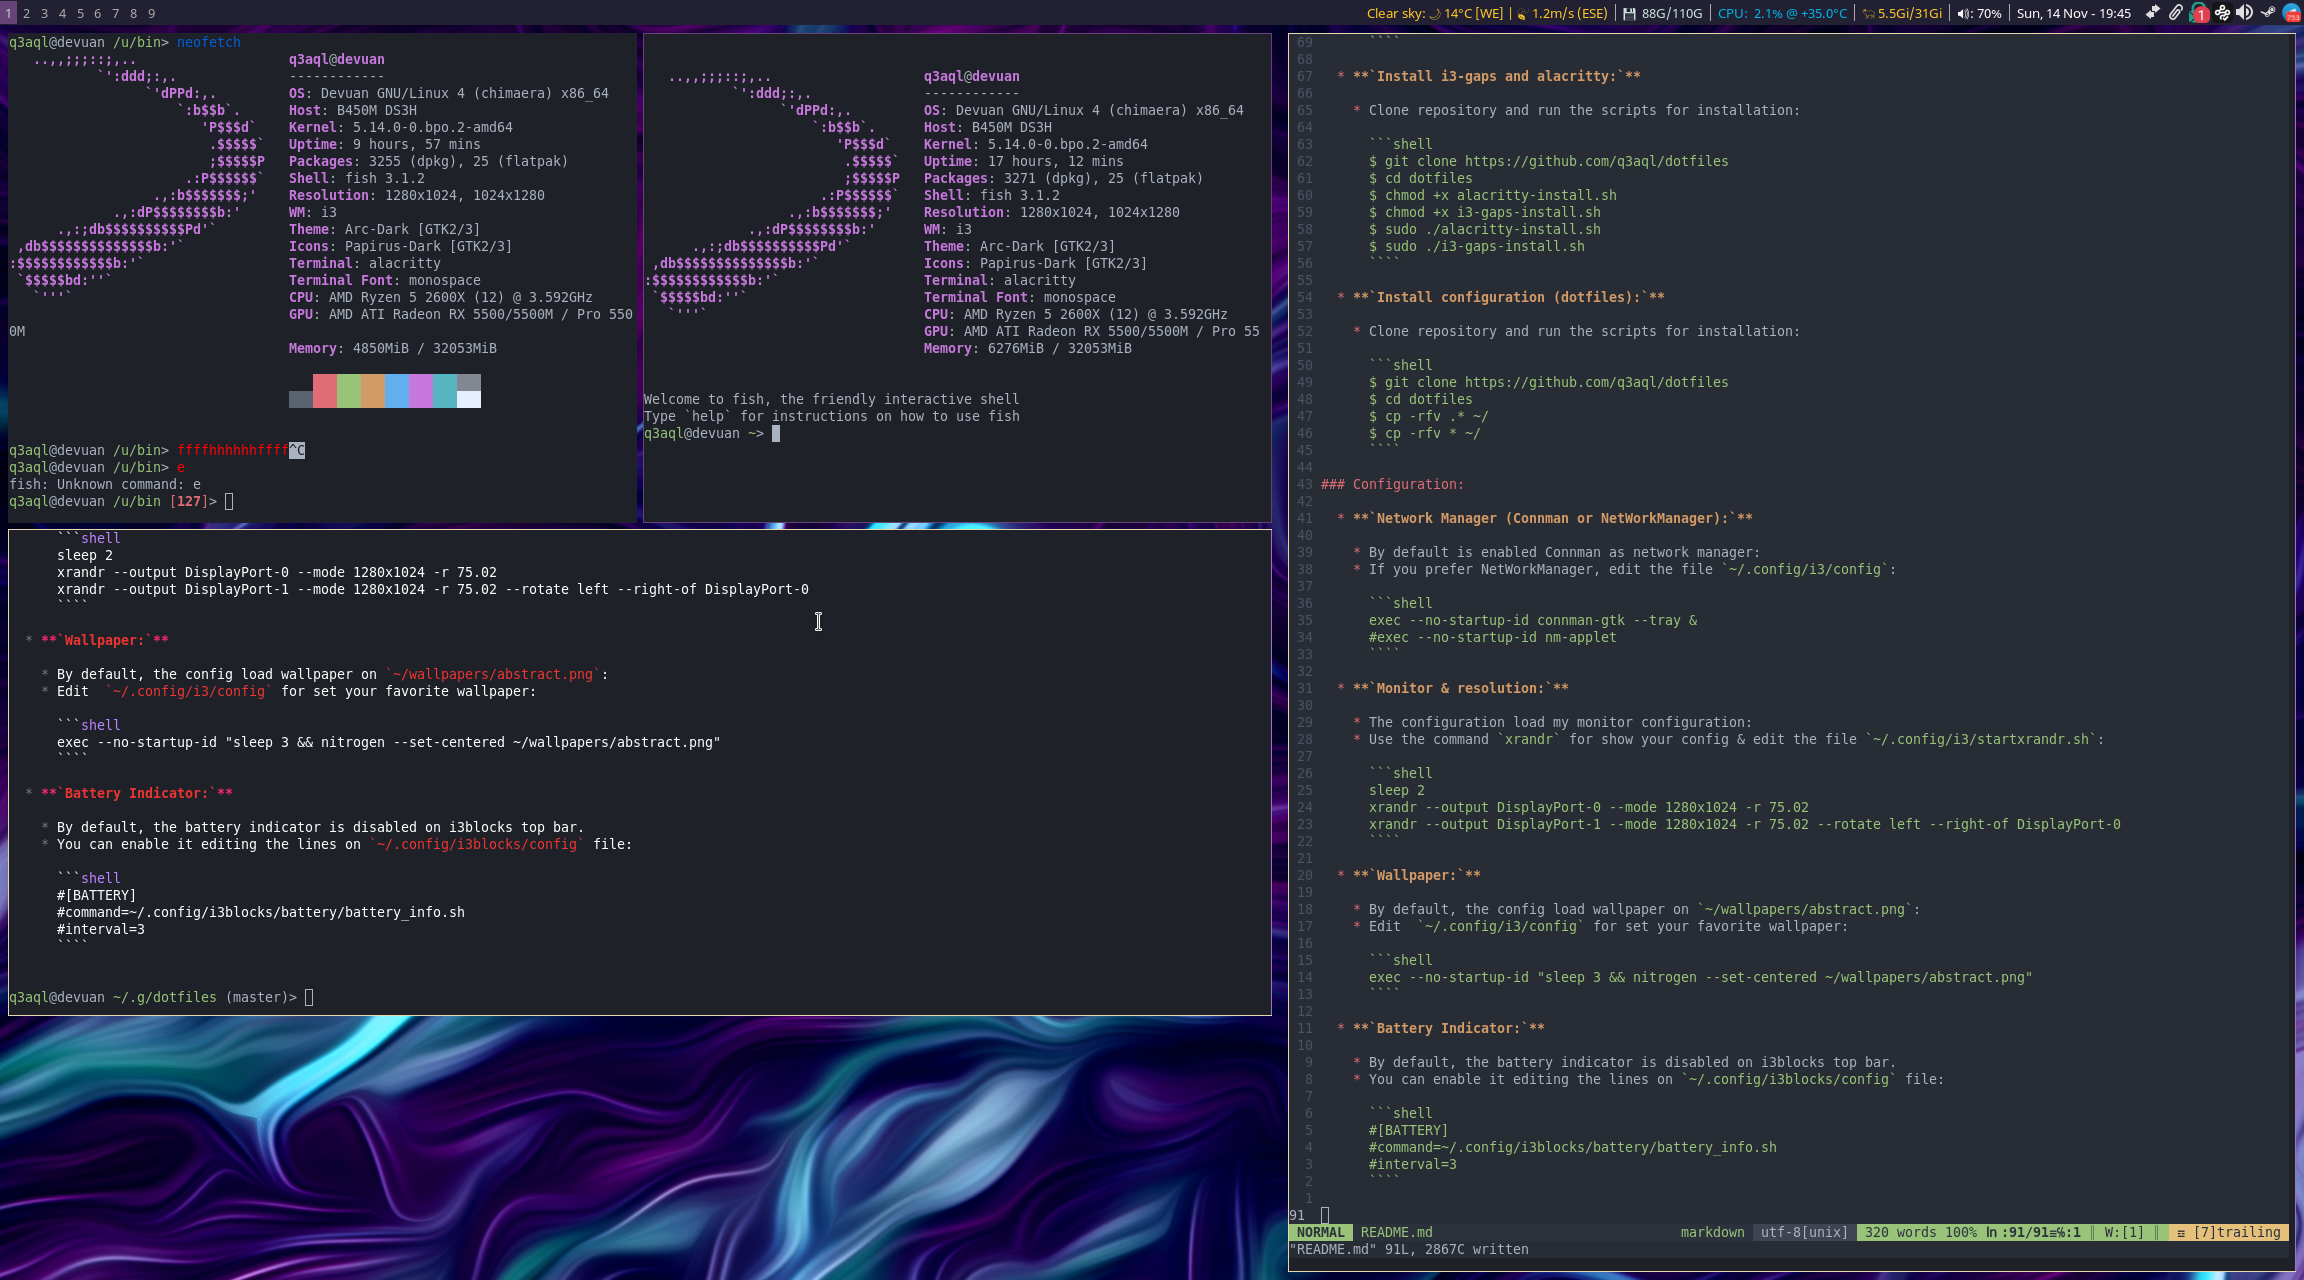 1 2 3 4 5 6 7 8 9
Clear sky: 14°C [WE] | 1.2m/s (ESE) | 88G/110G | CPU: 2.1% @ +35.0°C | 5.5Gi/31Gi | : 70% | Sun, 14 Nov - 19:45
q3aql@devuan /u/bin> neofetch
q3aql@devuan
------------
OS: Devuan GNU/Linux 4 (chimaera) x86_64
Host: B450M DS3H
Kernel: 5.14.0-0.bpo.2-amd64
Uptime: 9 hours, 57 mins
Packages: 3255 (dpkg), 25 (flatpak)
Shell: fish 3.1.2
Resolution: 1280x1024, 1024x1280
WM: i3
Theme: Arc-Dark [GTK2/3]
Icons: Papirus-Dark [GTK2/3]
Terminal: alacritty
Terminal Font: monospace
CPU: AMD Ryzen 5 2600X (12) @ 3.592GHz
GPU: AMD ATI Radeon RX 5500/5500M / Pro 550
0M
Memory: 4850MiB / 32053MiB
q3aql@devuan /u/bin> ffffhhhhhhffff^C
q3aql@devuan /u/bin> e
fish: Unknown command: e
q3aql@devuan /u/bin [127]>
q3aql@devuan
------------
OS: Devuan GNU/Linux 4 (chimaera) x86_64
Host: B450M DS3H
Kernel: 5.14.0-0.bpo.2-amd64
Uptime: 17 hours, 12 mins
Packages: 3271 (dpkg), 25 (flatpak)
Shell: fish 3.1.2
Resolution: 1280x1024, 1024x1280
WM: i3
Theme: Arc-Dark [GTK2/3]
Icons: Papirus-Dark [GTK2/3]
Terminal: alacritty
Terminal Font: monospace
CPU: AMD Ryzen 5 2600X (12) @ 3.592GHz
GPU: AMD ATI Radeon RX 5500/5500M / Pro 55
Memory: 6276MiB / 32053MiB
Welcome to fish, the friendly interactive shell
Type `help` for instructions on how to use fish
q3aql@devuan ~>
```shell
sleep 2
xrandr --output DisplayPort-0 --mode 1280x1024 -r 75.02
xrandr --output DisplayPort-1 --mode 1280x1024 -r 75.02 --rotate left --right-of DisplayPort-0
````
* **`Wallpaper:`**
* By default, the config load wallpaper on `~/wallpapers/abstract.png`:
* Edit  `~/.config/i3/config` for set your favorite wallpaper:
```shell
exec --no-startup-id "sleep 3 && nitrogen --set-centered ~/wallpapers/abstract.png"
````
* **`Battery Indicator:`**
* By default, the battery indicator is disabled on i3blocks top bar.
* You can enable it editing the lines on `~/.config/i3blocks/config` file:
```shell
#[BATTERY]
#command=~/.config/i3blocks/battery/battery_info.sh
#interval=3
````
q3aql@devuan ~/.g/dotfiles (master)>
69 ````
68
67 * **`Install i3-gaps and alacritty:`**
66
65 * Clone repository and run the scripts for installation:
64
63 ```shell
62 $ git clone https://github.com/q3aql/dotfiles
61 $ cd dotfiles
60 $ chmod +x alacritty-install.sh
59 $ chmod +x i3-gaps-install.sh
58 $ sudo ./alacritty-install.sh
57 $ sudo ./i3-gaps-install.sh
56 ````
55
54 * **`Install configuration (dotfiles):`**
53
52 * Clone repository and run the scripts for installation:
51
50 ```shell
49 $ git clone https://github.com/q3aql/dotfiles
48 $ cd dotfiles
47 $ cp -rfv .* ~/
46 $ cp -rfv * ~/
45 ````
44
43 ### Configuration:
42
41 * **`Network Manager (Connman or NetWorkManager):`**
40
39 * By default is enabled Connman as network manager:
38 * If you prefer NetWorkManager, edit the file `~/.config/i3/config`:
37
36 ```shell
35 exec --no-startup-id connman-gtk --tray &
34 #exec --no-startup-id nm-applet
33 ````
32
31 * **`Monitor & resolution:`**
30
29 * The configuration load my monitor configuration:
28 * Use the command `xrandr` for show your config & edit the file `~/.config/i3/startxrandr.sh`:
27
26 ```shell
25 sleep 2
24 xrandr --output DisplayPort-0 --mode 1280x1024 -r 75.02
23 xrandr --output DisplayPort-1 --mode 1280x1024 -r 75.02 --rotate left --right-of DisplayPort-0
22 ````
21
20 * **`Wallpaper:`**
19
18 * By default, the config load wallpaper on `~/wallpapers/abstract.png`:
17 * Edit  `~/.config/i3/config` for set your favorite wallpaper:
16
15 ```shell
14 exec --no-startup-id "sleep 3 && nitrogen --set-centered ~/wallpapers/abstract.png"
13 ````
12
11 * **`Battery Indicator:`**
10
9 * By default, the battery indicator is disabled on i3blocks top bar.
8 * You can enable it editing the lines on `~/.config/i3blocks/config` file:
7
6 ```shell
5 #[BATTERY]
4 #command=~/.config/i3blocks/battery/battery_info.sh
3 #interval=3
2 ````
1
91
NORMAL README.md markdown utf-8[unix] 320 words 100% ln :91/91≡%:1 W:[1] [7]trailing
"README.md" 91L, 2867C written